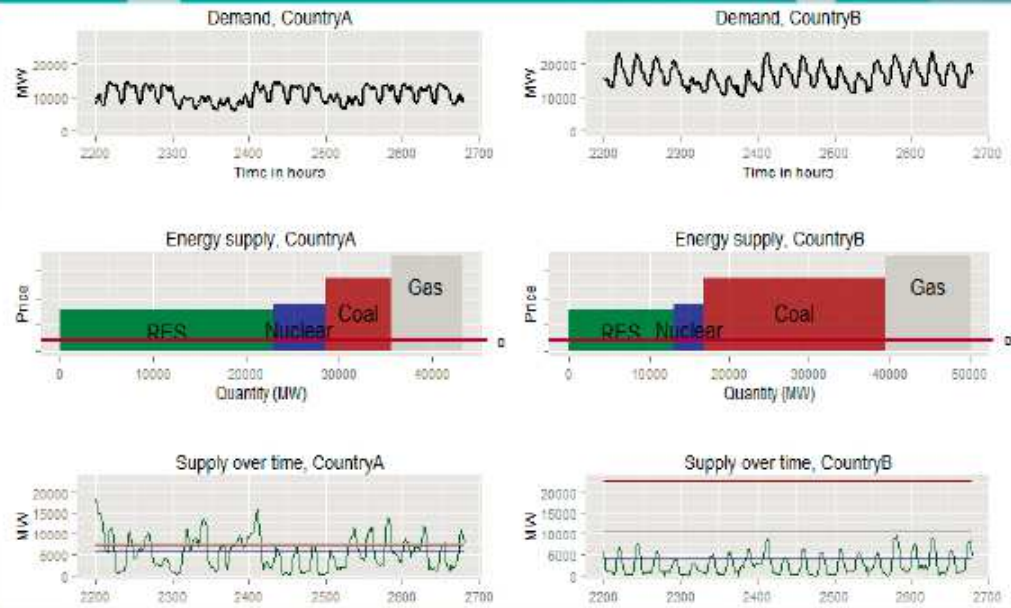 Demand, CountryA
MW
20000
10000
0
2200 2300 2400 2500 2600 2700
Time in hours
Demand, CountryB
MW
20000
10000
0
2200 2300 2400 2500 2600 2700
Time in hours
Energy supply, CountryA
Price
RES Nuclear Coal Gas
0 10000 20000 30000 40000
Quantity (MW)
Energy supply, CountryB
Price
RES Nuclear Coal Gas
0 10000 20000 30000 40000 50000
Quantity (MW)
Supply over time, CountryA
MW
20000
15000
10000
5000
0
2200 2300 2400 2500 2600 2700
Supply over time, CountryB
MW
20000
15000
10000
5000
0
2200 2300 2400 2500 2600 2700